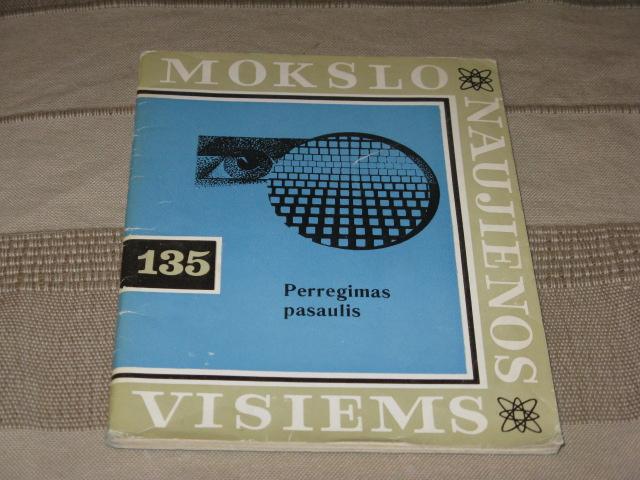 MOKSLO
NAUJIENOS
VISIEMS
135
Perregimas
pasaulis